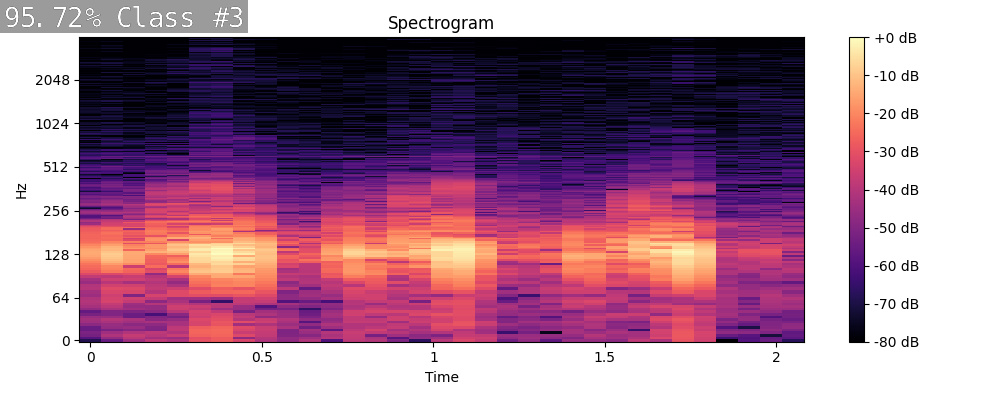 95.72% Class #3
Spectrogram
Hz
2048
1024
512
256
128
64
0
0
0.5
1
1.5
2
Time
+0 dB
-10 dB
-20 dB
-30 dB
-40 dB
-50 dB
-60 dB
-70 dB
-80 dB